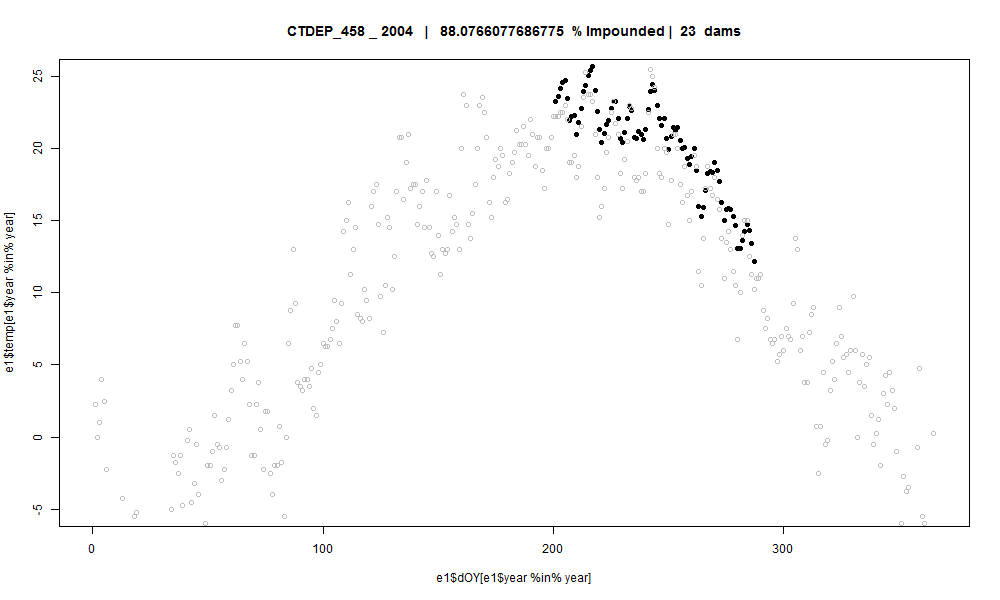 CTDEP_458 _ 2004 | 88.0766077686775 % Impounded | 23 dams
25
20
15
10
5
0
-5
e1$temp[e1$year %in% year]
0 100 200 300
e1$dOY[e1$year %in% year]